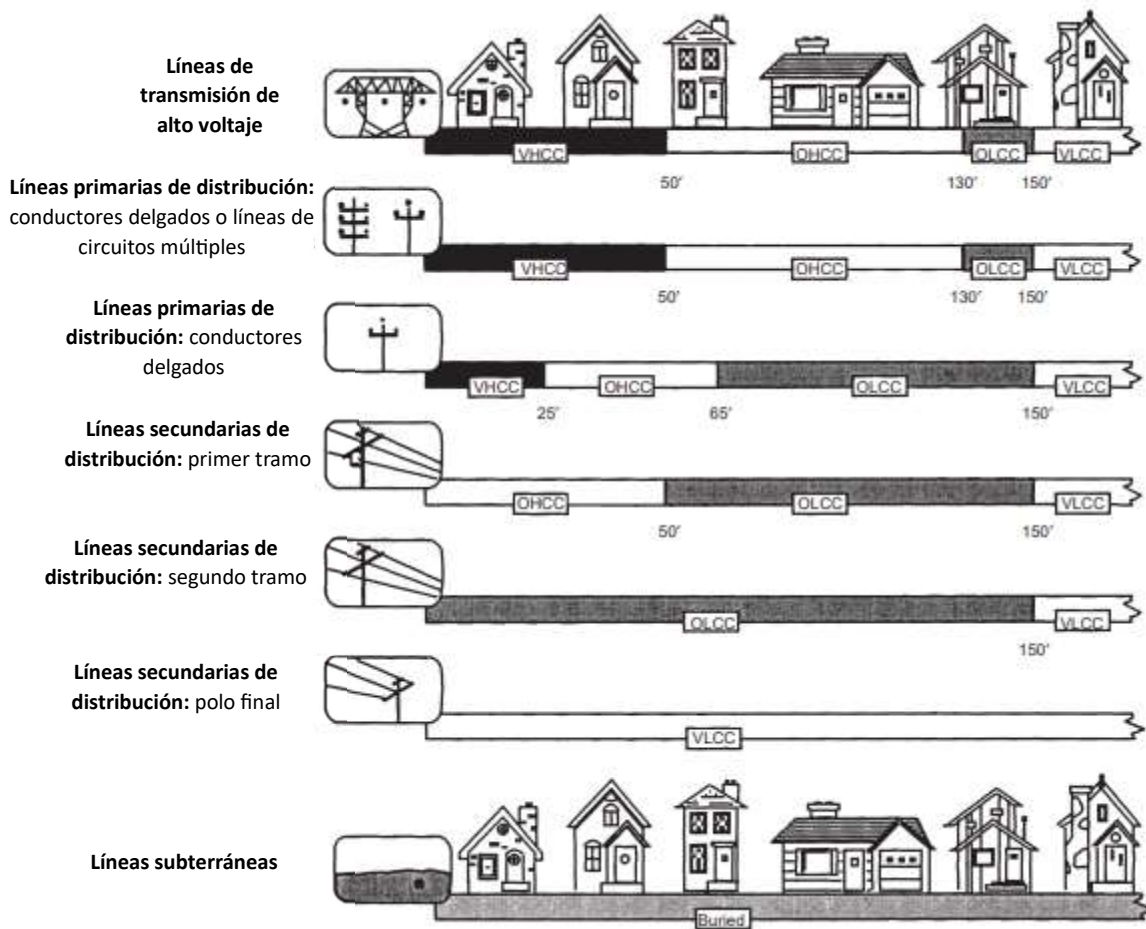 Líneas de
transmisión de
alto voltaje
VHCC OHCC OLCC VLCC
50' 130' 150'
Líneas primarias de distribución:
conductores delgados o líneas de
circuitos múltiples
VHCC OHCC OLCC VLCC
50' 130' 150'
Líneas primarias de
distribución: conductores
delgados
VHCC OHCC OLCC VLCC
25' 65' 150'
Líneas secundarias de
distribución: primer tramo
OHCC OLCC VLCC
50' 150'
Líneas secundarias de
distribución: segundo tramo
OLCC VLCC
150'
Líneas secundarias de
distribución: polo final
VLCC
Líneas subterráneas
Buried